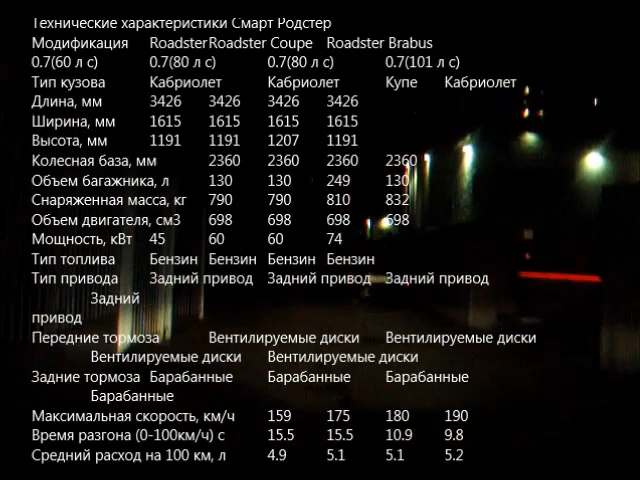 Технические характеристики Смарт Родстер
Модификация Roadster Roadster Coupe Roadster Brabus
0.7(60 л с) 0.7(80 л с) 0.7(80 л с) 0.7(101 л с)
Тип кузова Кабриолет Кабриолет Купе Кабриолет
Длина, мм 3426 3426 3426 3426
Ширина, мм 1615 1615 1615 1615
Высота, мм 1191 1191 1207 1191
Колесная база, мм 2360 2360 2360 2360
Объем багажника, л 130 130 249 130
Снаряженная масса, кг 790 790 810 832
Объем двигателя, см3 698 698 698 698
Мощность, кВт 45 60 60 74
Тип топлива Бензин Бензин Бензин Бензин
Тип привода Задний привод Задний привод Задний привод
Задний
привод
Передние тормоза Вентилируемые диски Вентилируемые диски
Вентилируемые диски Вентилируемые диски
Задние тормоза Барабанные Барабанные Барабанные
Барабанные
Максимальная скорость, км/ч 159 175 180 190
Время разгона (0-100км/ч) с 15.5 15.5 10.9 9.8
Средний расход на 100 км, л 4.9 5.1 5.1 5.2